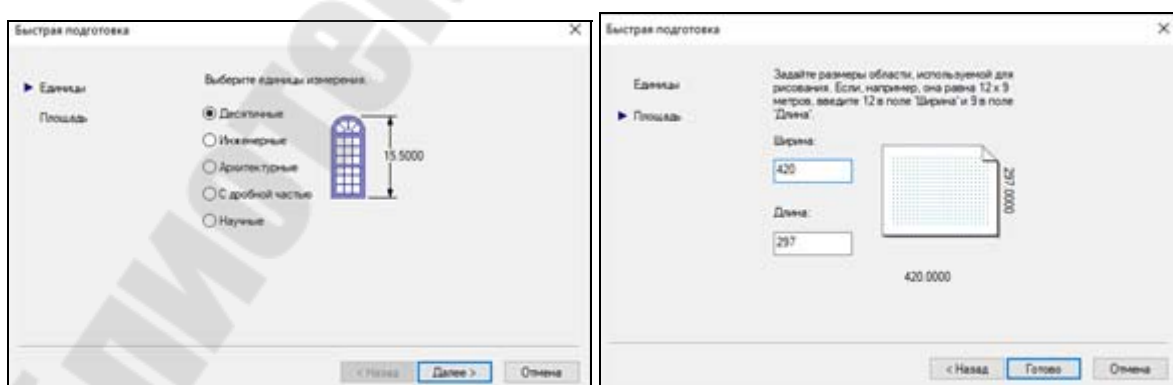 Быстрая подготовка
Единицы
Площадь
Выберите единицы измерения.
Десятичные
Инженерные
Архитектурные
С дробной частью
Научные
15.5000
< Назад
Далее >
Отмена
Быстрая подготовка
Единицы
Площадь
Задайте размеры области, используемой для
рисования. Если, например, она равна 12 x 9
метров, введите 12 в поле "Ширина" и 9 в поле
"Длина".
Ширина:
420
Длина:
297
297.0000
420.0000
< Назад
Готово
Отмена